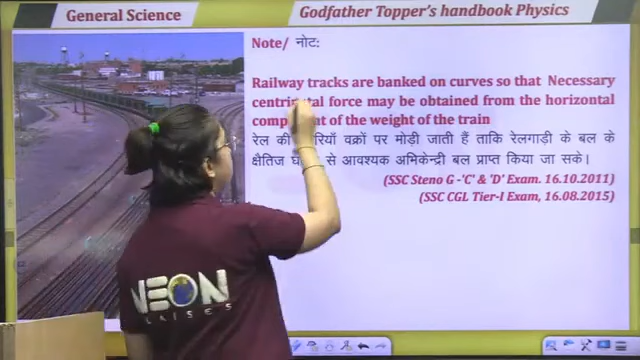 General Science
Godfather Topper's handbook Physics
Note/ नोट:
Railway tracks are banked on curves so that Necessary
force may be obtained from the horizontal
of the weight of the train
रेल की वक्रों पर मोड़ी जाती हैं ताकि रेलगाड़ी के बल के
क्षैतिज से आवश्यक अभिकेन्द्री बल प्राप्त किया जा सके।
(SSC Steno G -'C' & 'D' Exam. 16.10.2011)
(SSC CGL Tier-I Exam, 16.08.2015)
NEON
CLASSES